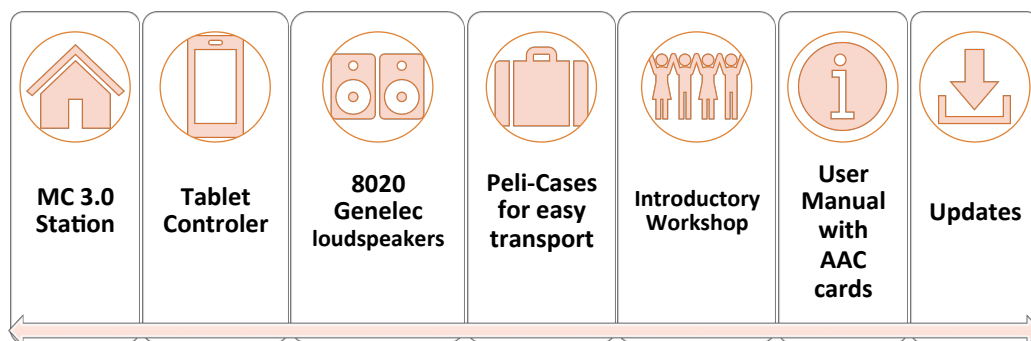 MC 3.0
Station
Tablet
Controler
8020
Genelec
loudspeakers
Peli-Cases
for easy
transport
Introductory
Workshop
User
Manual
with
AAC
cards
Updates